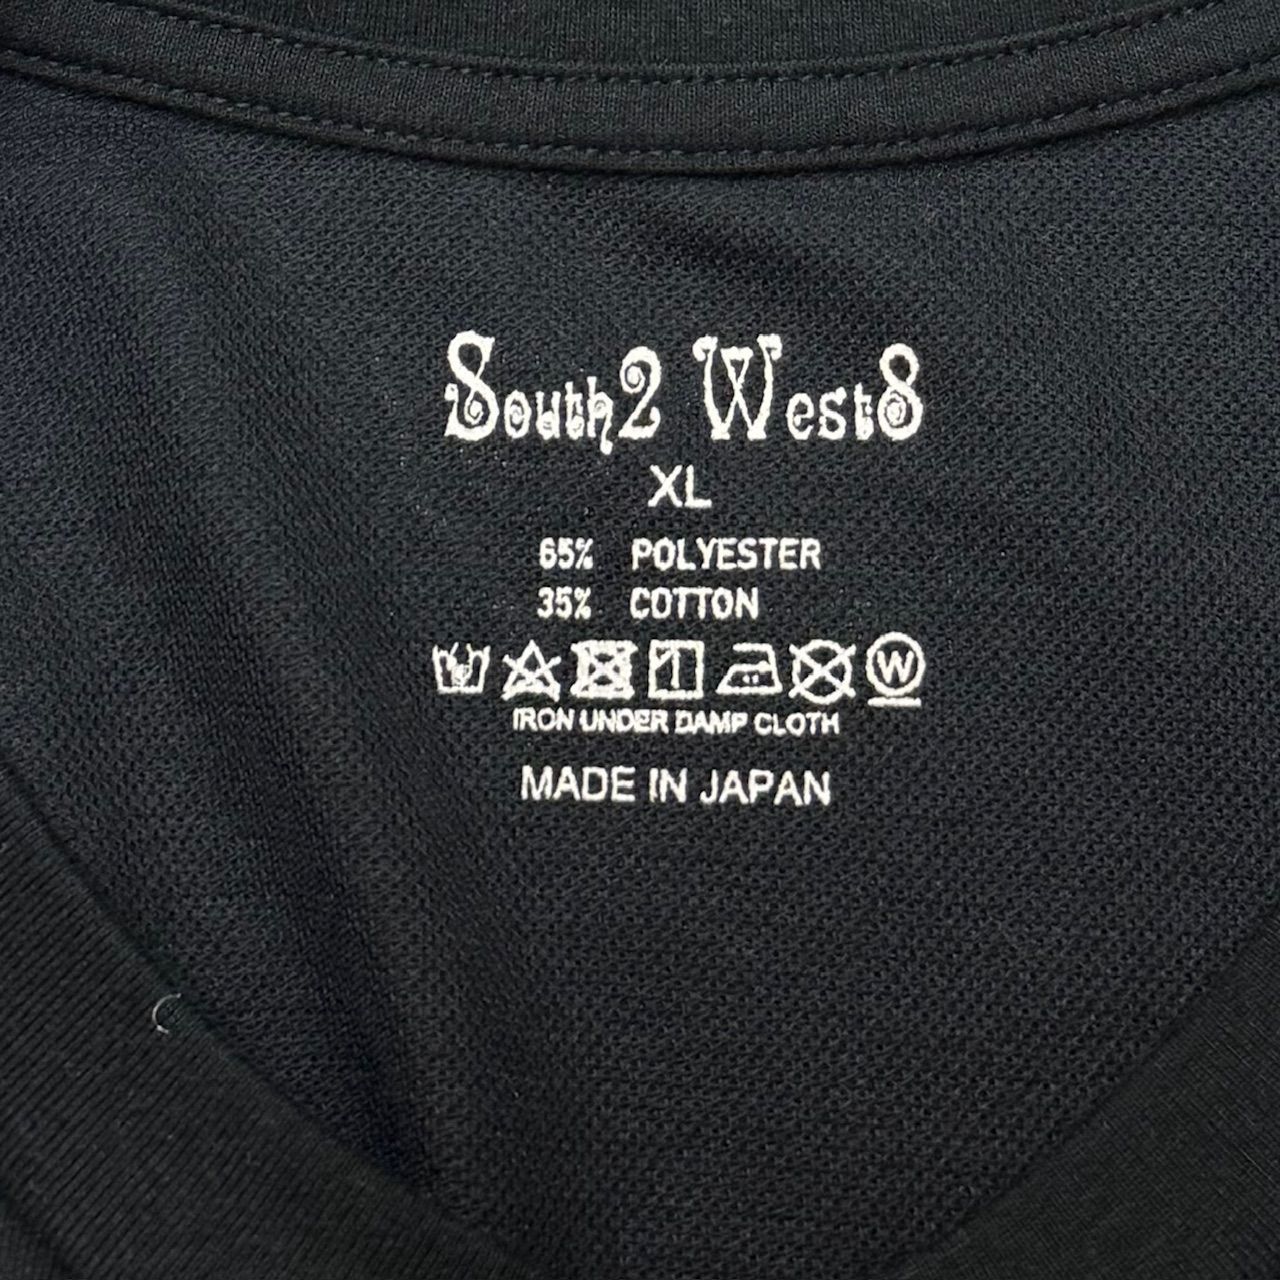 South2 West8
XL
65% POLYESTER
35% COTTON
W
IRON UNDER DAMP CLOTH
MADE IN JAPAN